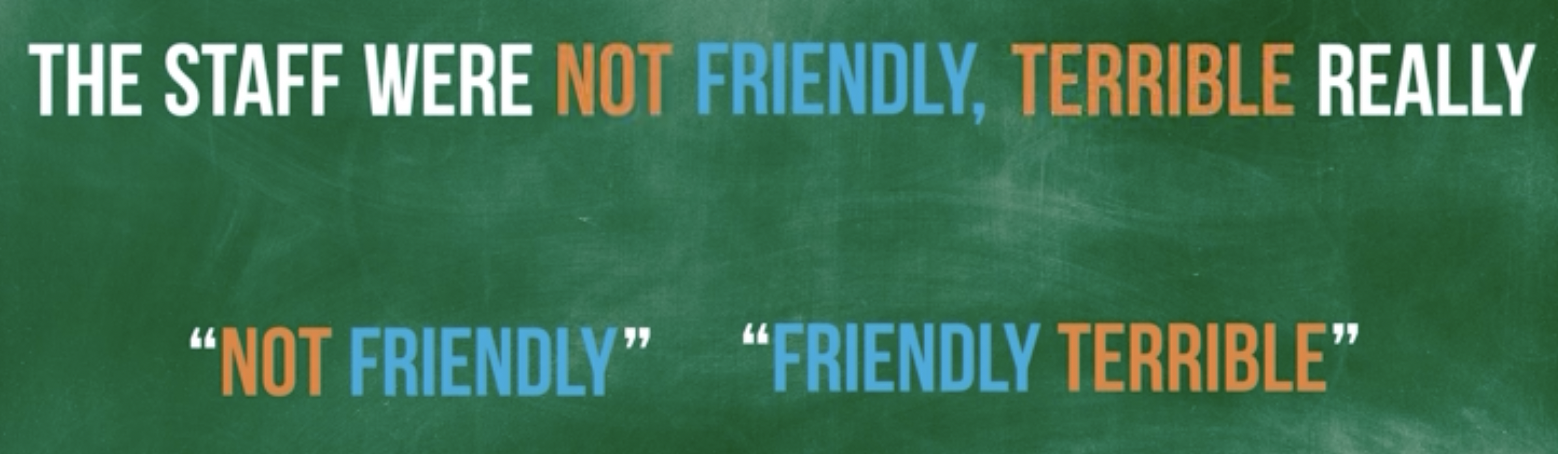 THE STAFF WERE NOT FRIENDLY, TERRIBLE REALLY
“NOT FRIENDLY” “FRIENDLY TERRIBLE”